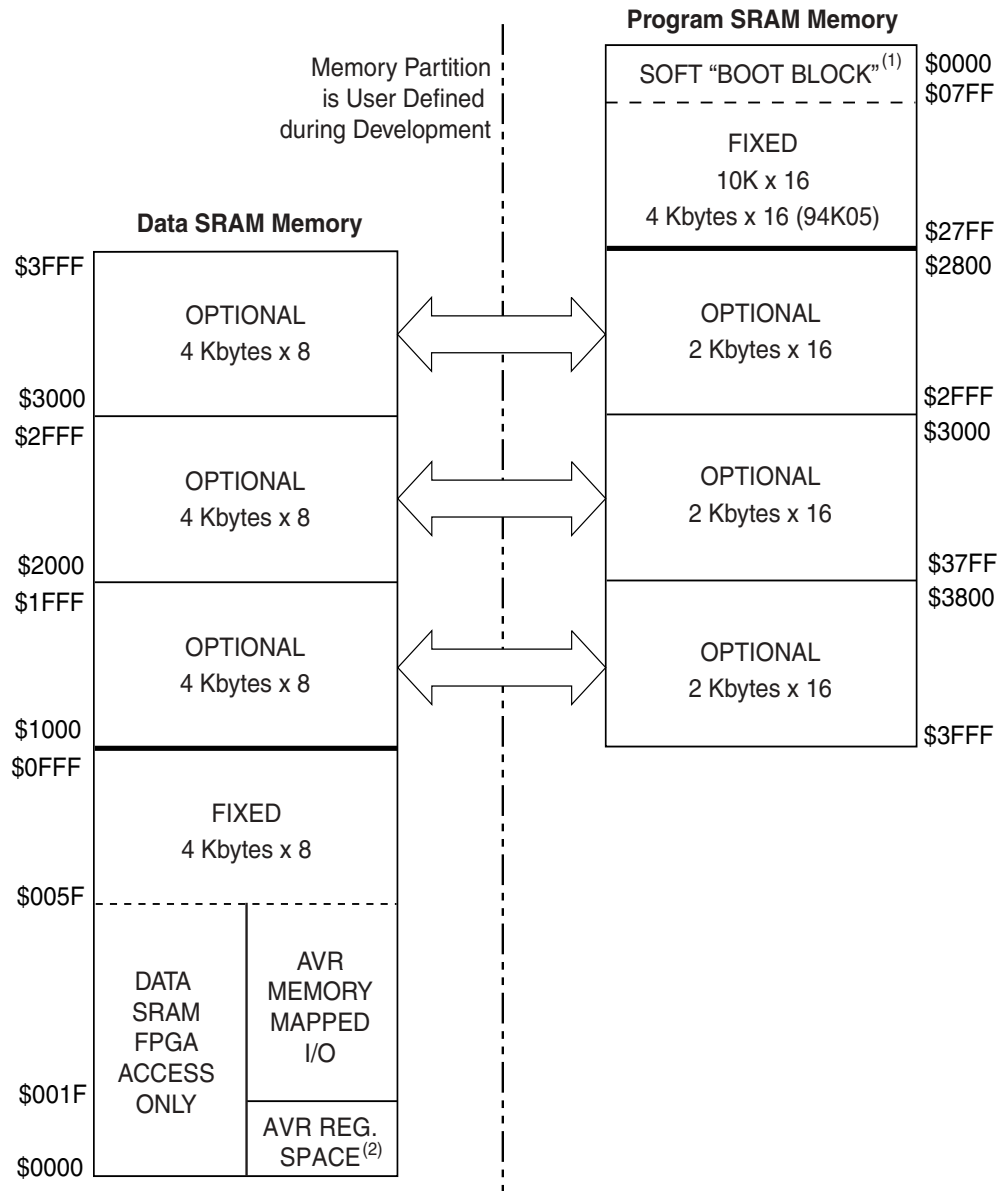 Program SRAM Memory
Memory Partition
is User Defined
during Development
SOFT “BOOT BLOCK”(1)
$0000
$07FF
FIXED
10K x 16
4 Kbytes x 16 (94K05)
$27FF
Data SRAM Memory
$3FFF
OPTIONAL
4 Kbytes x 8
$3000
$2800
OPTIONAL
2 Kbytes x 16
$2FFF
$2FFF
OPTIONAL
4 Kbytes x 8
$2000
$3000
OPTIONAL
2 Kbytes x 16
$37FF
$1FFF
OPTIONAL
4 Kbytes x 8
$1000
$3800
OPTIONAL
2 Kbytes x 16
$3FFF
$0FFF
FIXED
4 Kbytes x 8
$005F
DATA
SRAM
FPGA
ACCESS
ONLY
AVR
MEMORY
MAPPED
I/O
$001F
AVR REG.
SPACE(2)
$0000